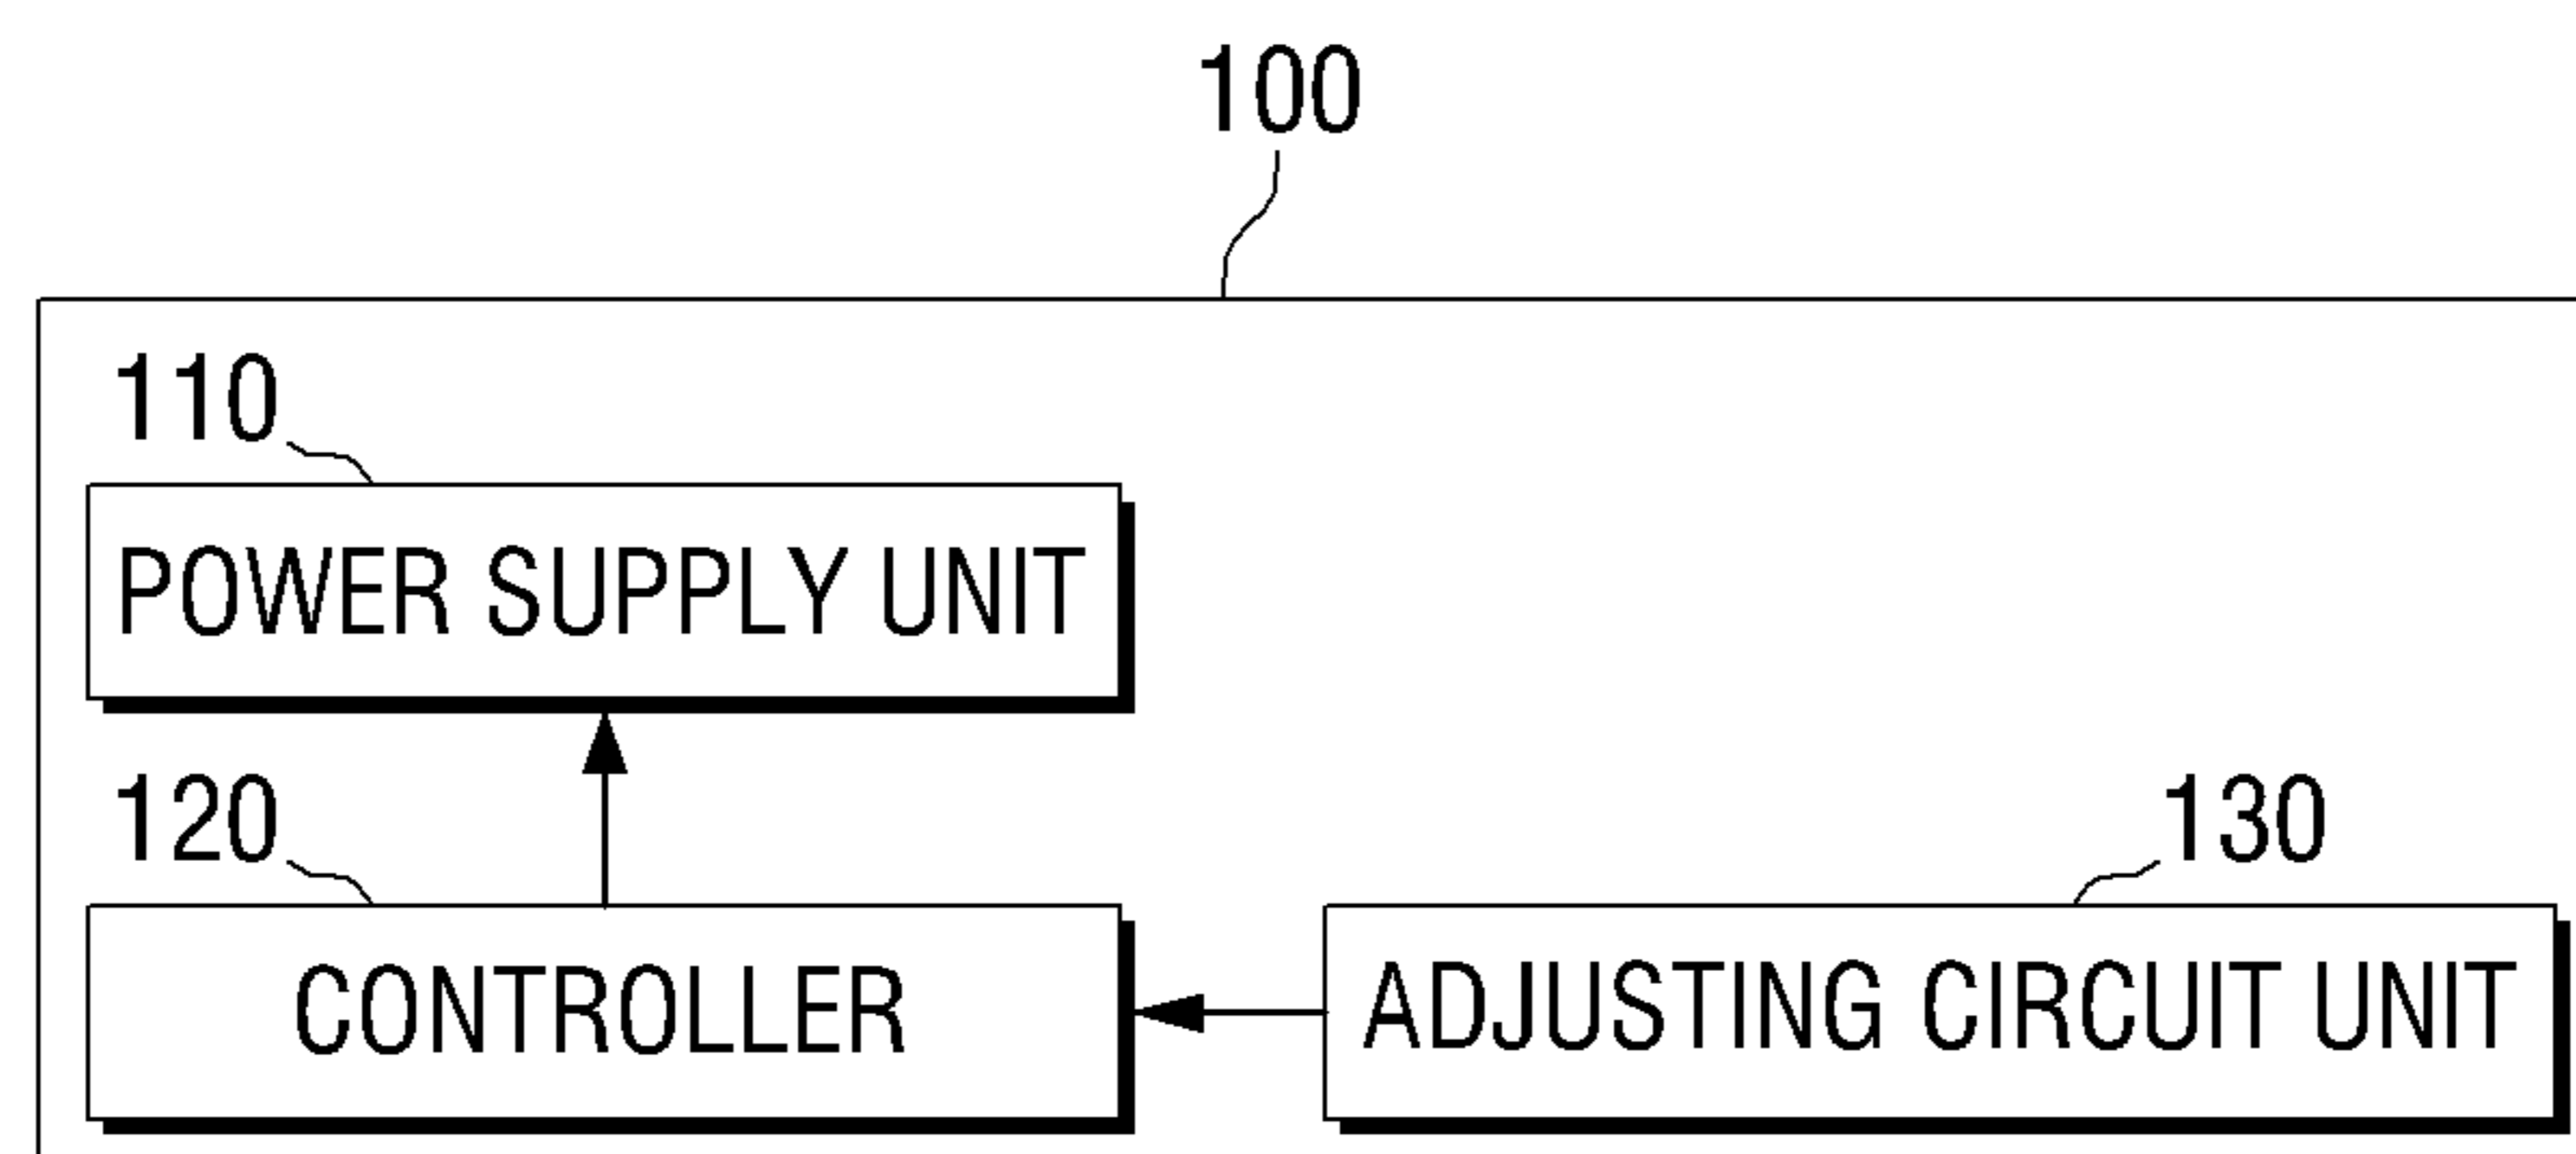 100
110
POWER SUPPLY UNIT
120
130
CONTROLLER
ADJUSTING CIRCUIT UNIT